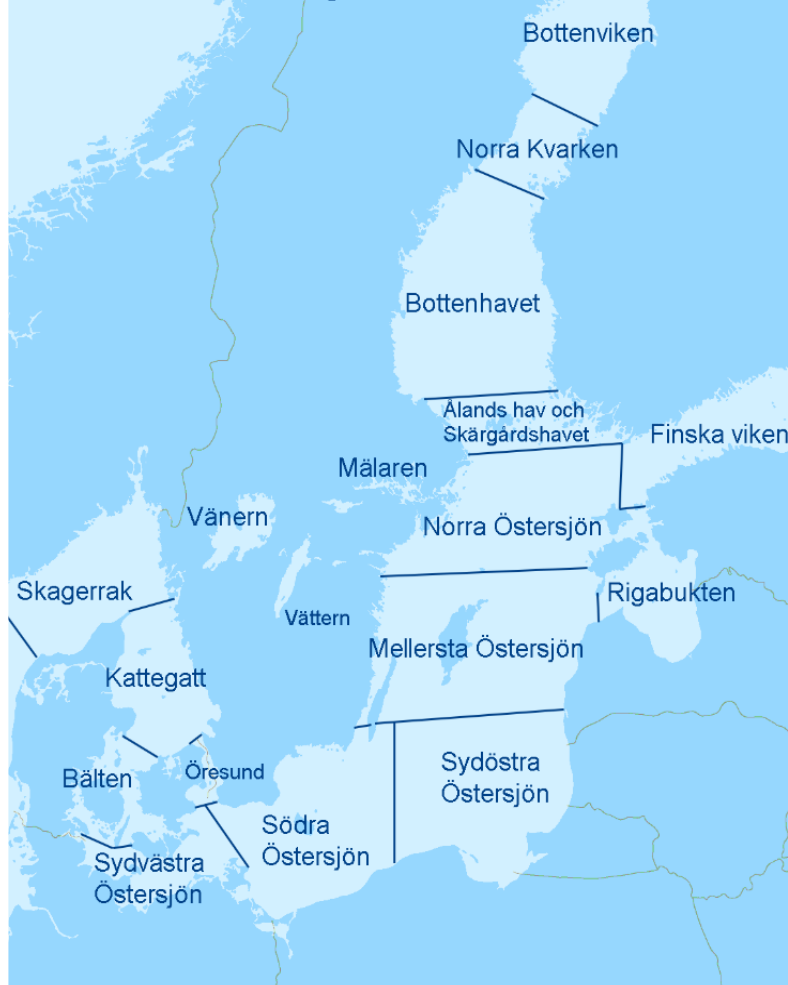 Bottenviken
Norra Kvarken
Bottenhavet
Ålands hav och
Skärgårdshavet
Finska viken
Mälaren
Vänern
Norra Östersjön
Skagerrak
Rigabukten
Vättern
Mellersta Östersjön
Kattegatt
Bälten
Öresund
Sydöstra
Östersjön
Södra
Östersjön
Sydvästra
Östersjön